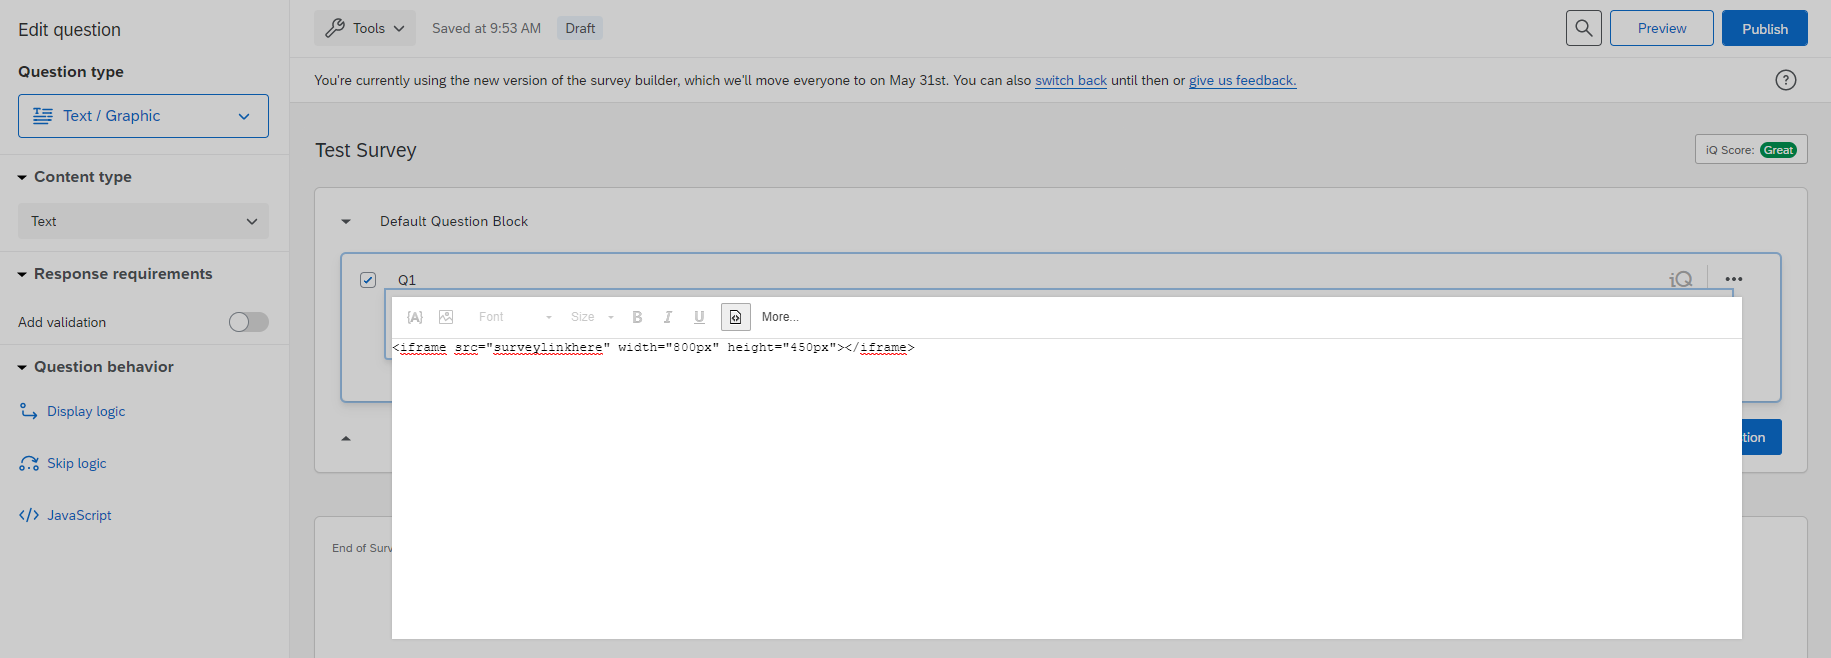 Edit question
Question type
Text / Graphic
Content type
Text
Response requirements
Add validation
Question behavior
Display logic
Skip logic
JavaScript
Tools
Saved at 9:53 AM
Draft
Preview
Publish
You're currently using the new version of the survey builder, which we'll move everyone to on May 31st. You can also switch back until then or give us feedback.
?
Test Survey
iQ Score: Great
Default Question Block
Q1
iQ
{A}
Font
Size
B
I
U
More...
<iframe src="surveylinkhere" width="800px" height="450px"></iframe>
tion
End of Surv